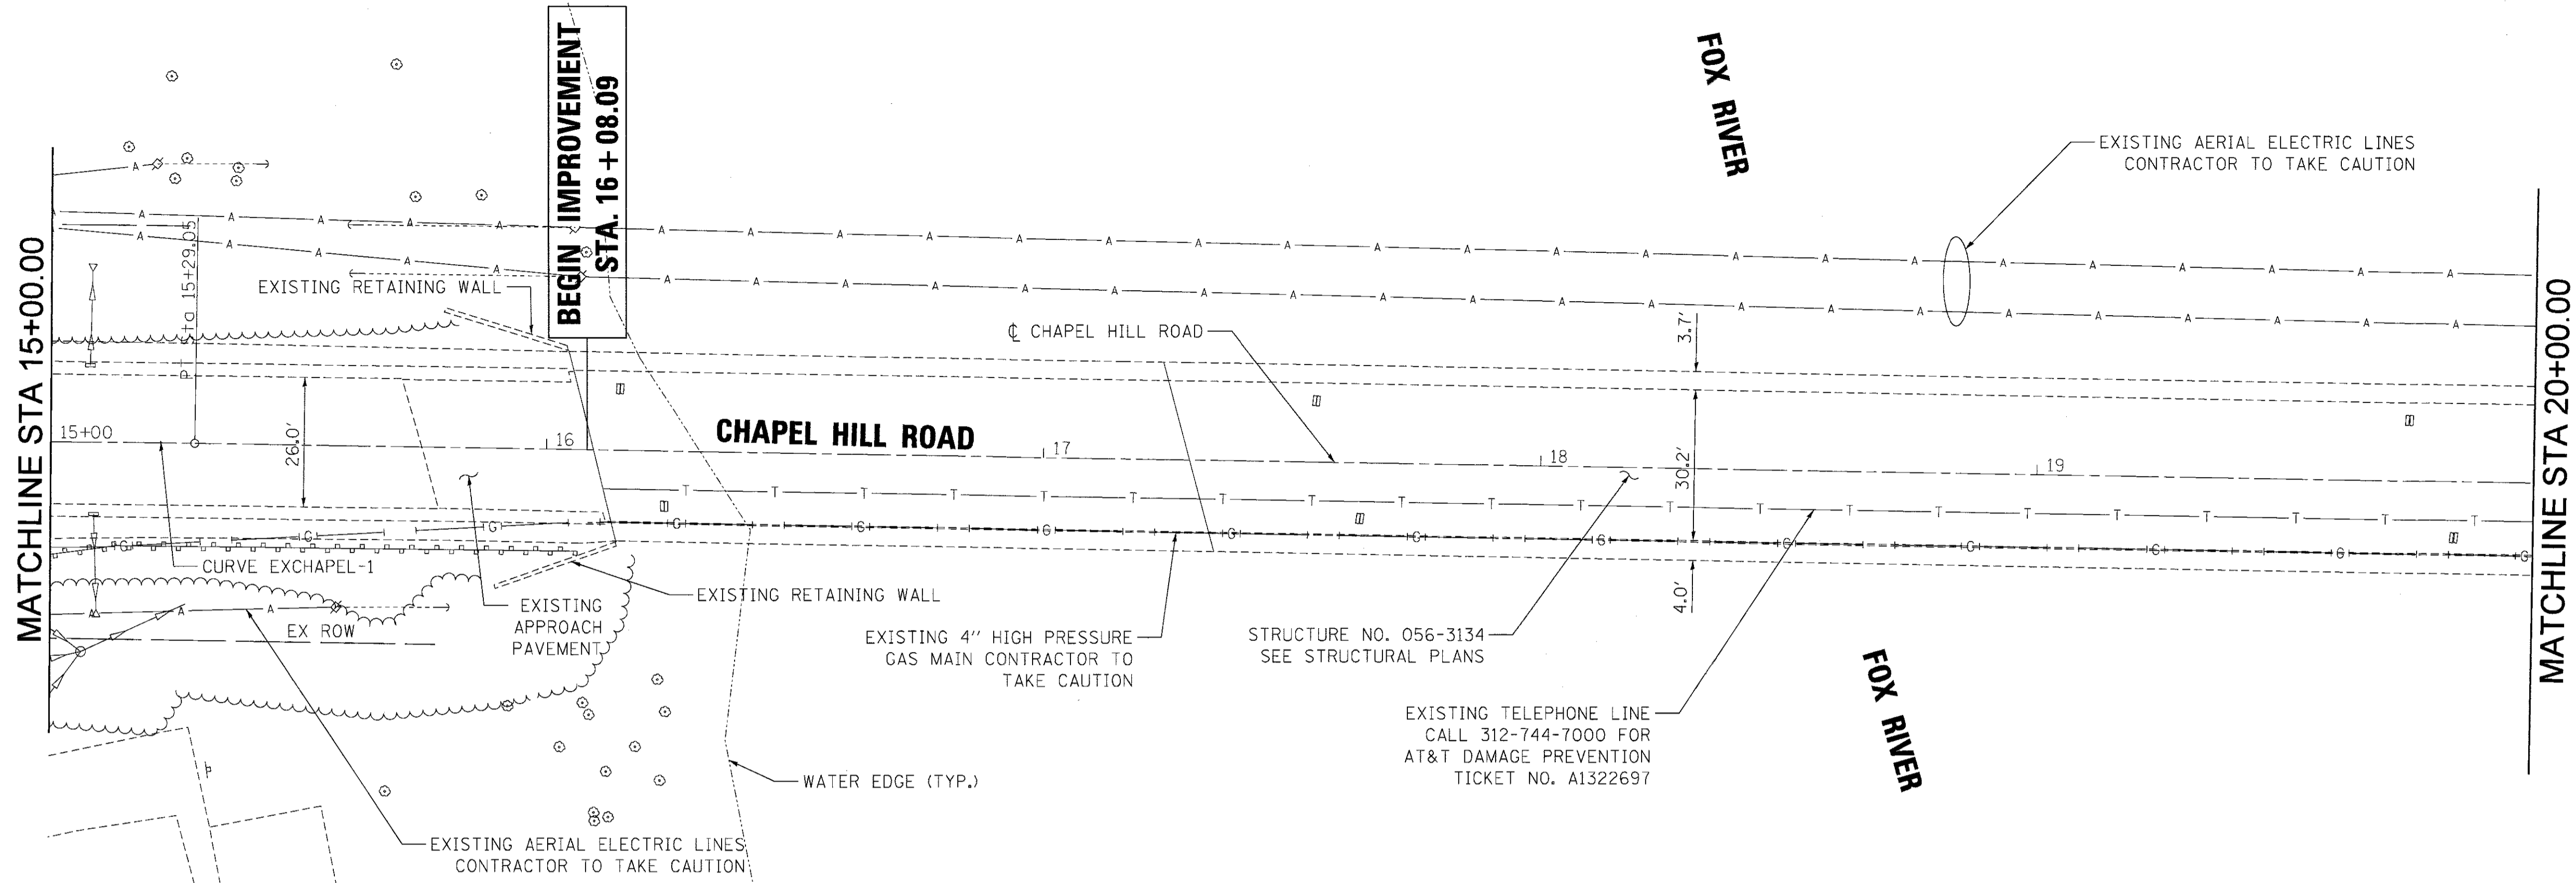 MATCHLINE STA 15+00.00
BEGIN IMPROVEMENT
STA. 16 + 08.09
FOX RIVER
EXISTING AERIAL ELECTRIC LINES
CONTRACTOR TO TAKE CAUTION
PT Sta 15+29.05
EXISTING RETAINING WALL
℄ CHAPEL HILL ROAD
3.7'
15+00
26.0'
16
CHAPEL HILL ROAD
17
18
30.2'
19
MATCHLINE STA 20+00.00
CURVE EXCHAPEL-1
EXISTING RETAINING WALL
4.0'
EXISTING
APPROACH
PAVEMENT
EX ROW
EXISTING 4" HIGH PRESSURE
GAS MAIN CONTRACTOR TO
TAKE CAUTION
STRUCTURE NO. 056-3134
SEE STRUCTURAL PLANS
FOX RIVER
EXISTING TELEPHONE LINE
CALL 312-744-7000 FOR
AT&T DAMAGE PREVENTION
TICKET NO. A1322697
WATER EDGE (TYP.)
EXISTING AERIAL ELECTRIC LINES
CONTRACTOR TO TAKE CAUTION